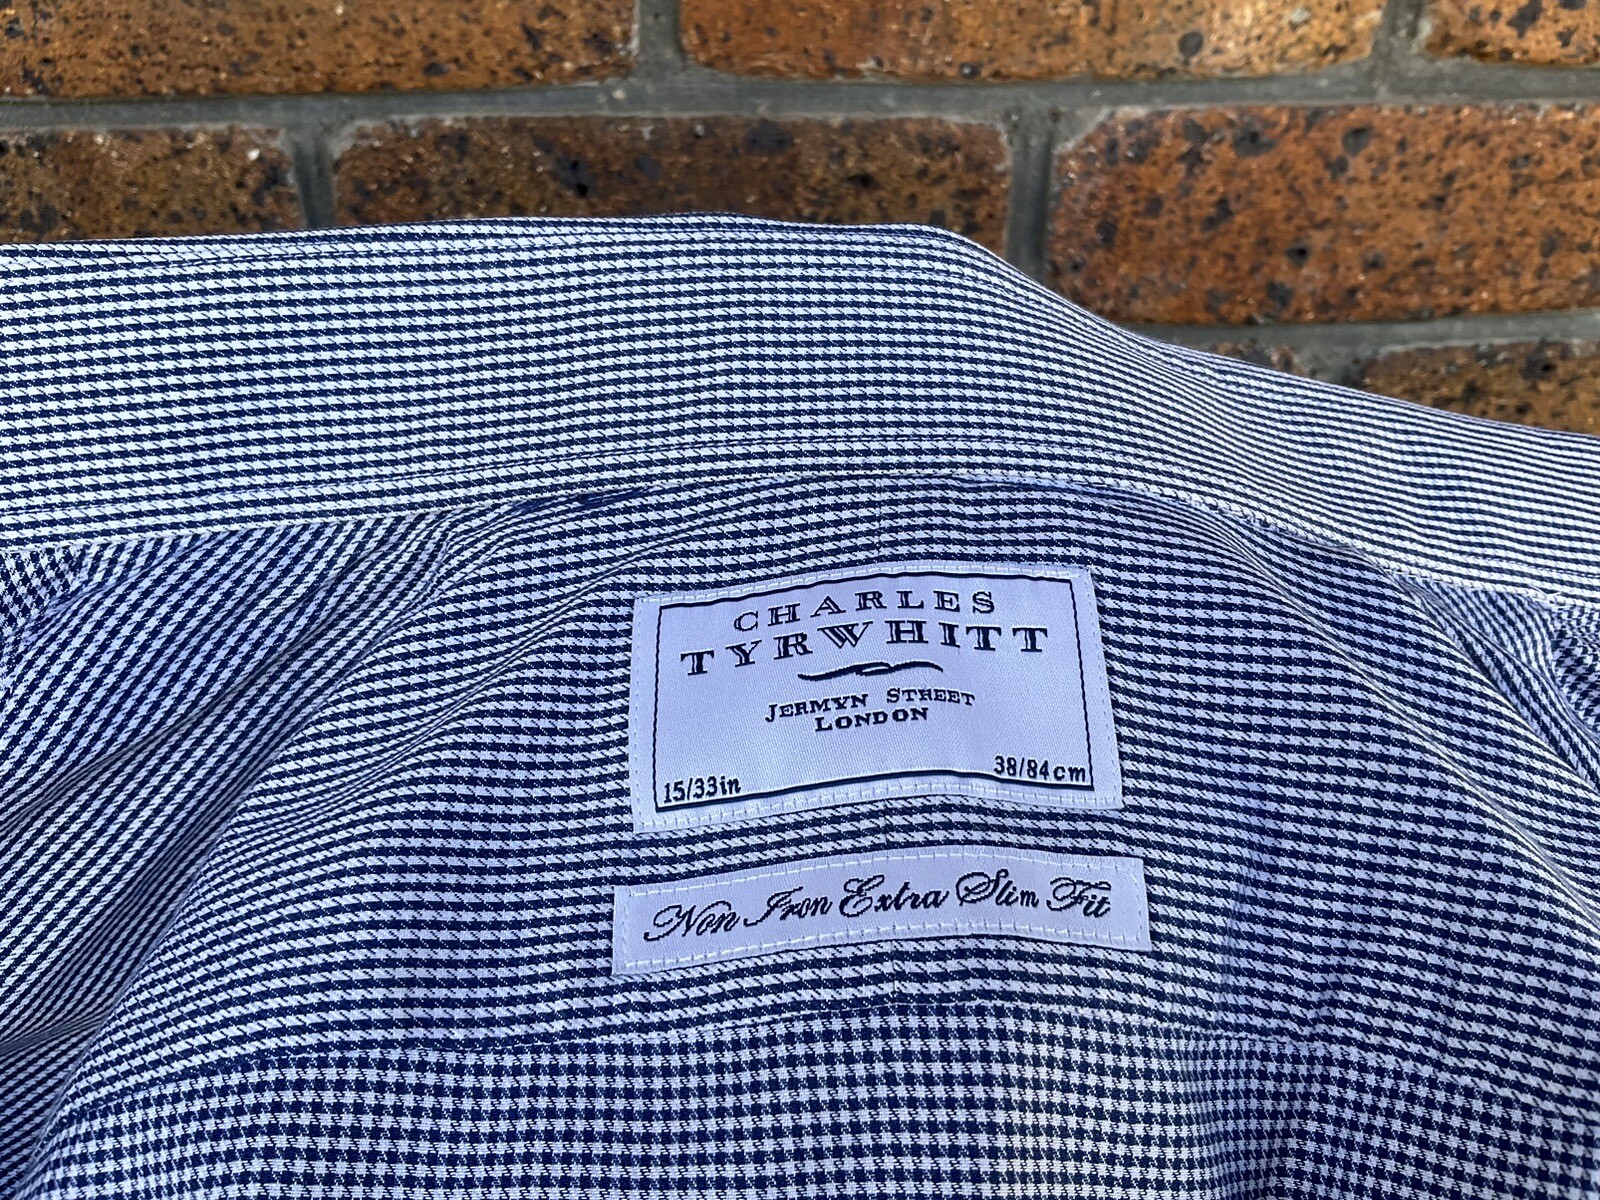 CHARLES
TYRWHITT
JERMYN STREET
LONDON
15/33in 38/84cm
Non Iron Extra Slim Fit